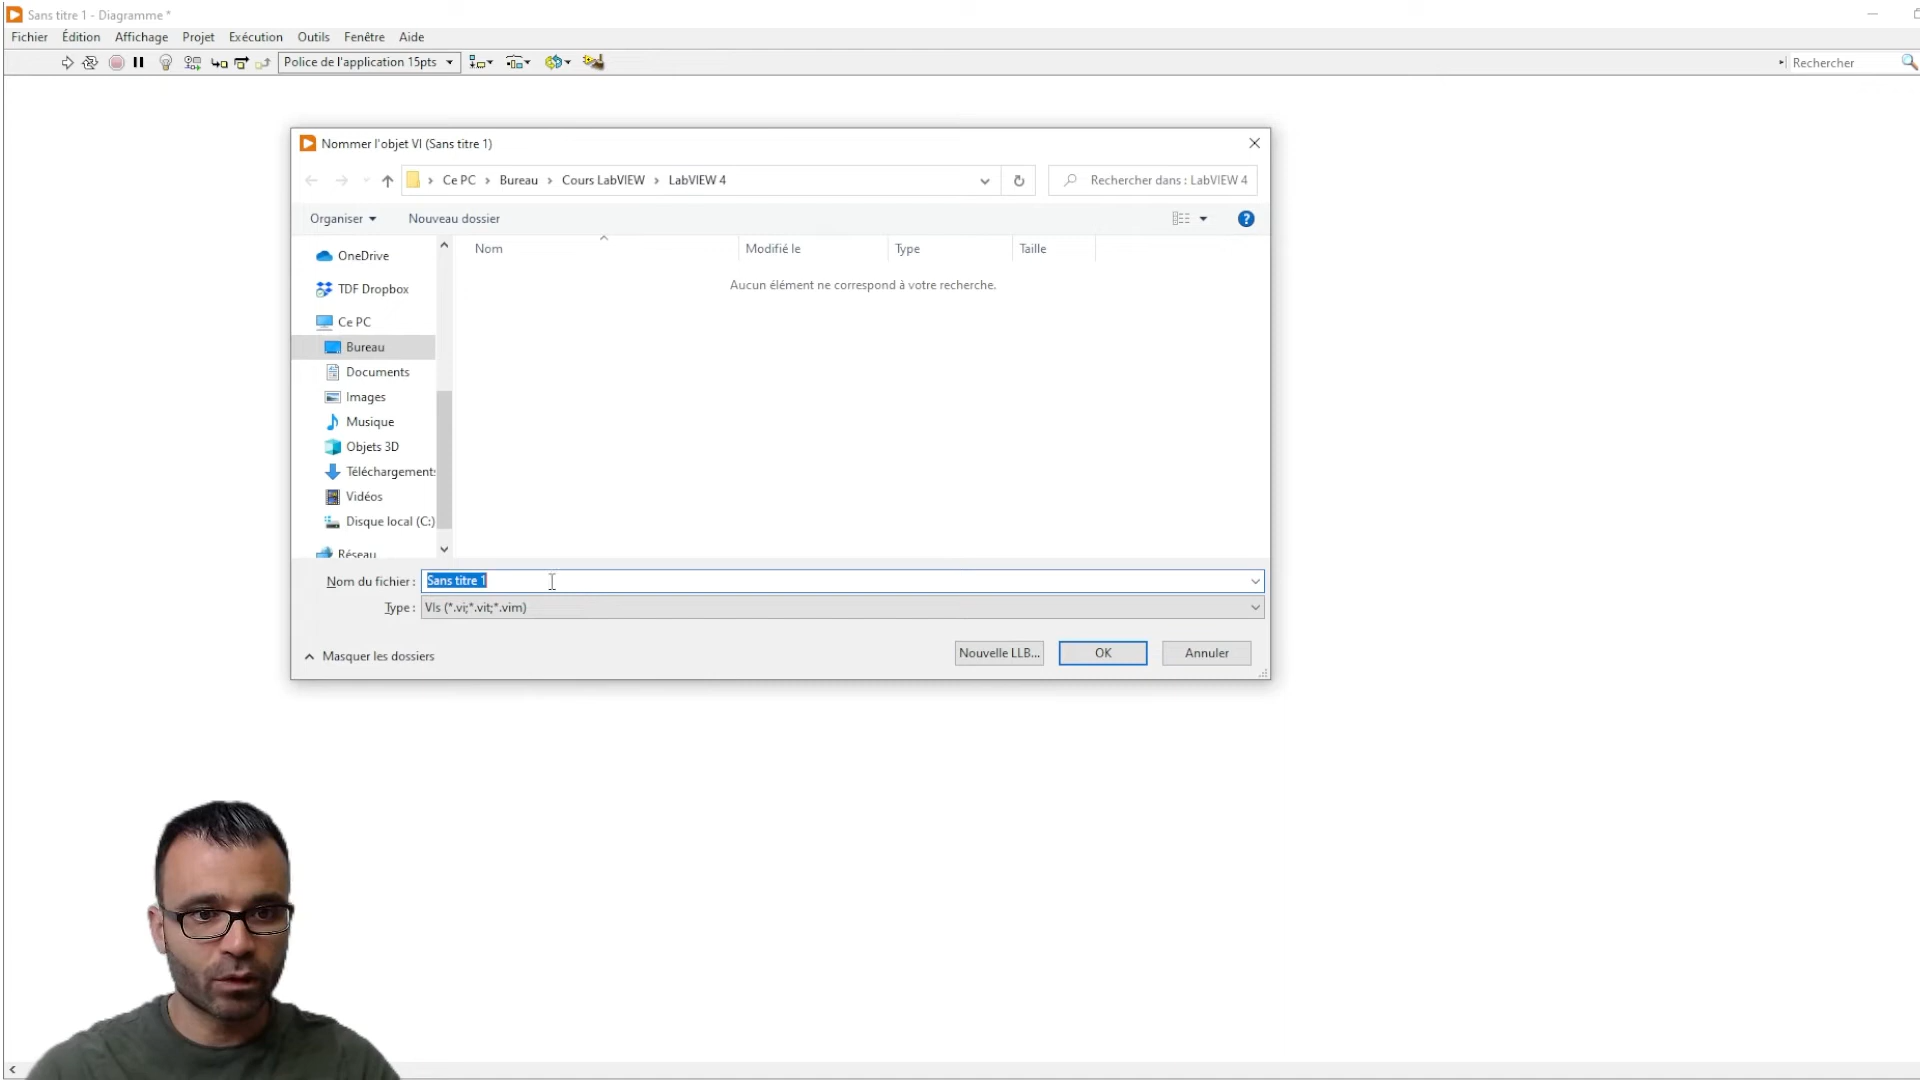 Sans titre 1 - Diagramme *
Fichier Édition Affichage Projet Exécution Outils Fenêtre Aide
Police de l'application 15pts
Rechercher
Nommer l'objet VI (Sans titre 1)
Ce PC Bureau Cours LabVIEW LabVIEW 4
Rechercher dans : LabVIEW 4
Organiser Nouveau dossier
Nom Modifié le Type Taille
Aucun élément ne correspond à votre recherche.
OneDrive
TDF Dropbox
Ce PC
Bureau
Documents
Images
Musique
Objets 3D
Téléchargements
Vidéos
Disque local (C:)
Réseau
Nom du fichier : Sans titre 1
Type : VIs (*.vi;*.vit;*.vim)
Masquer les dossiers
Nouvelle LLB... OK Annuler